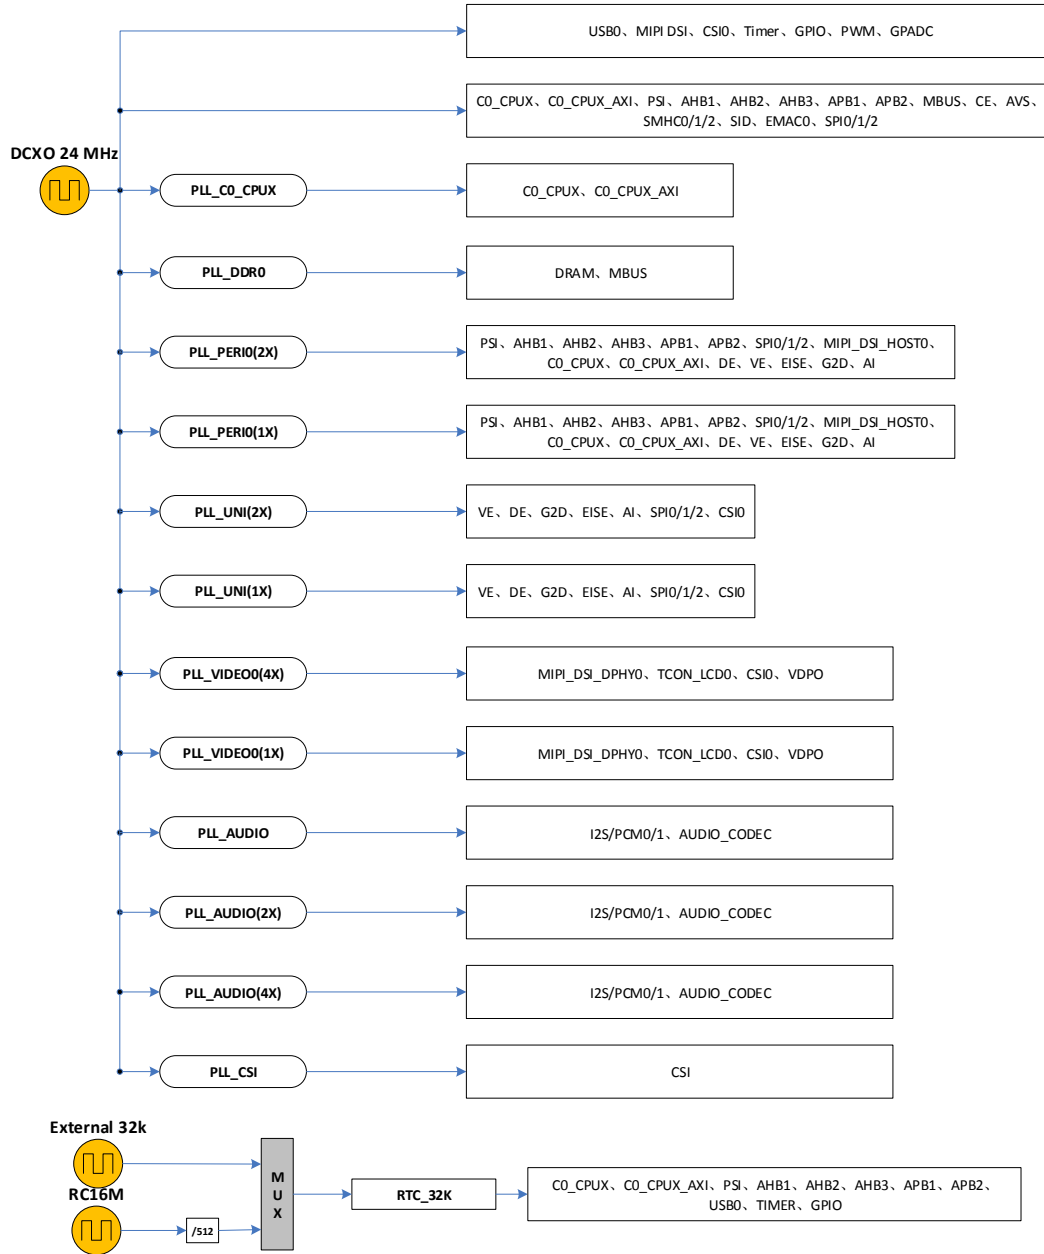 USB0、MIPI DSI、CSI0、Timer、GPIO、PWM、GPADC
C0_CPUX、C0_CPUX_AXI、PSI、AHB1、AHB2、AHB3、APB1、APB2、MBUS、CE、AVS、
SMHC0/1/2、SID、EMAC0、SPI0/1/2
DCXO 24 MHz
PLL_C0_CPUX
C0_CPUX、C0_CPUX_AXI
PLL_DDR0
DRAM、MBUS
PLL_PERI0(2X)
PSI、AHB1、AHB2、AHB3、APB1、APB2、SPI0/1/2、MIPI_DSI_HOST0、
C0_CPUX、C0_CPUX_AXI、DE、VE、EISE、G2D、AI
PLL_PERI0(1X)
PSI、AHB1、AHB2、AHB3、APB1、APB2、SPI0/1/2、MIPI_DSI_HOST0、
C0_CPUX、C0_CPUX_AXI、DE、VE、EISE、G2D、AI
PLL_UNI(2X)
VE、DE、G2D、EISE、AI、SPI0/1/2、CSI0
PLL_UNI(1X)
VE、DE、G2D、EISE、AI、SPI0/1/2、CSI0
PLL_VIDEO0(4X)
MIPI_DSI_DPHY0、TCON_LCD0、CSI0、VDPO
PLL_VIDEO0(1X)
MIPI_DSI_DPHY0、TCON_LCD0、CSI0、VDPO
PLL_AUDIO
I2S/PCM0/1、AUDIO_CODEC
PLL_AUDIO(2X)
I2S/PCM0/1、AUDIO_CODEC
PLL_AUDIO(4X)
I2S/PCM0/1、AUDIO_CODEC
PLL_CSI
CSI
External 32k
RC16M
/512
MUX
RTC_32K
C0_CPUX、C0_CPUX_AXI、PSI、AHB1、AHB2、AHB3、APB1、APB2、
USB0、TIMER、GPIO